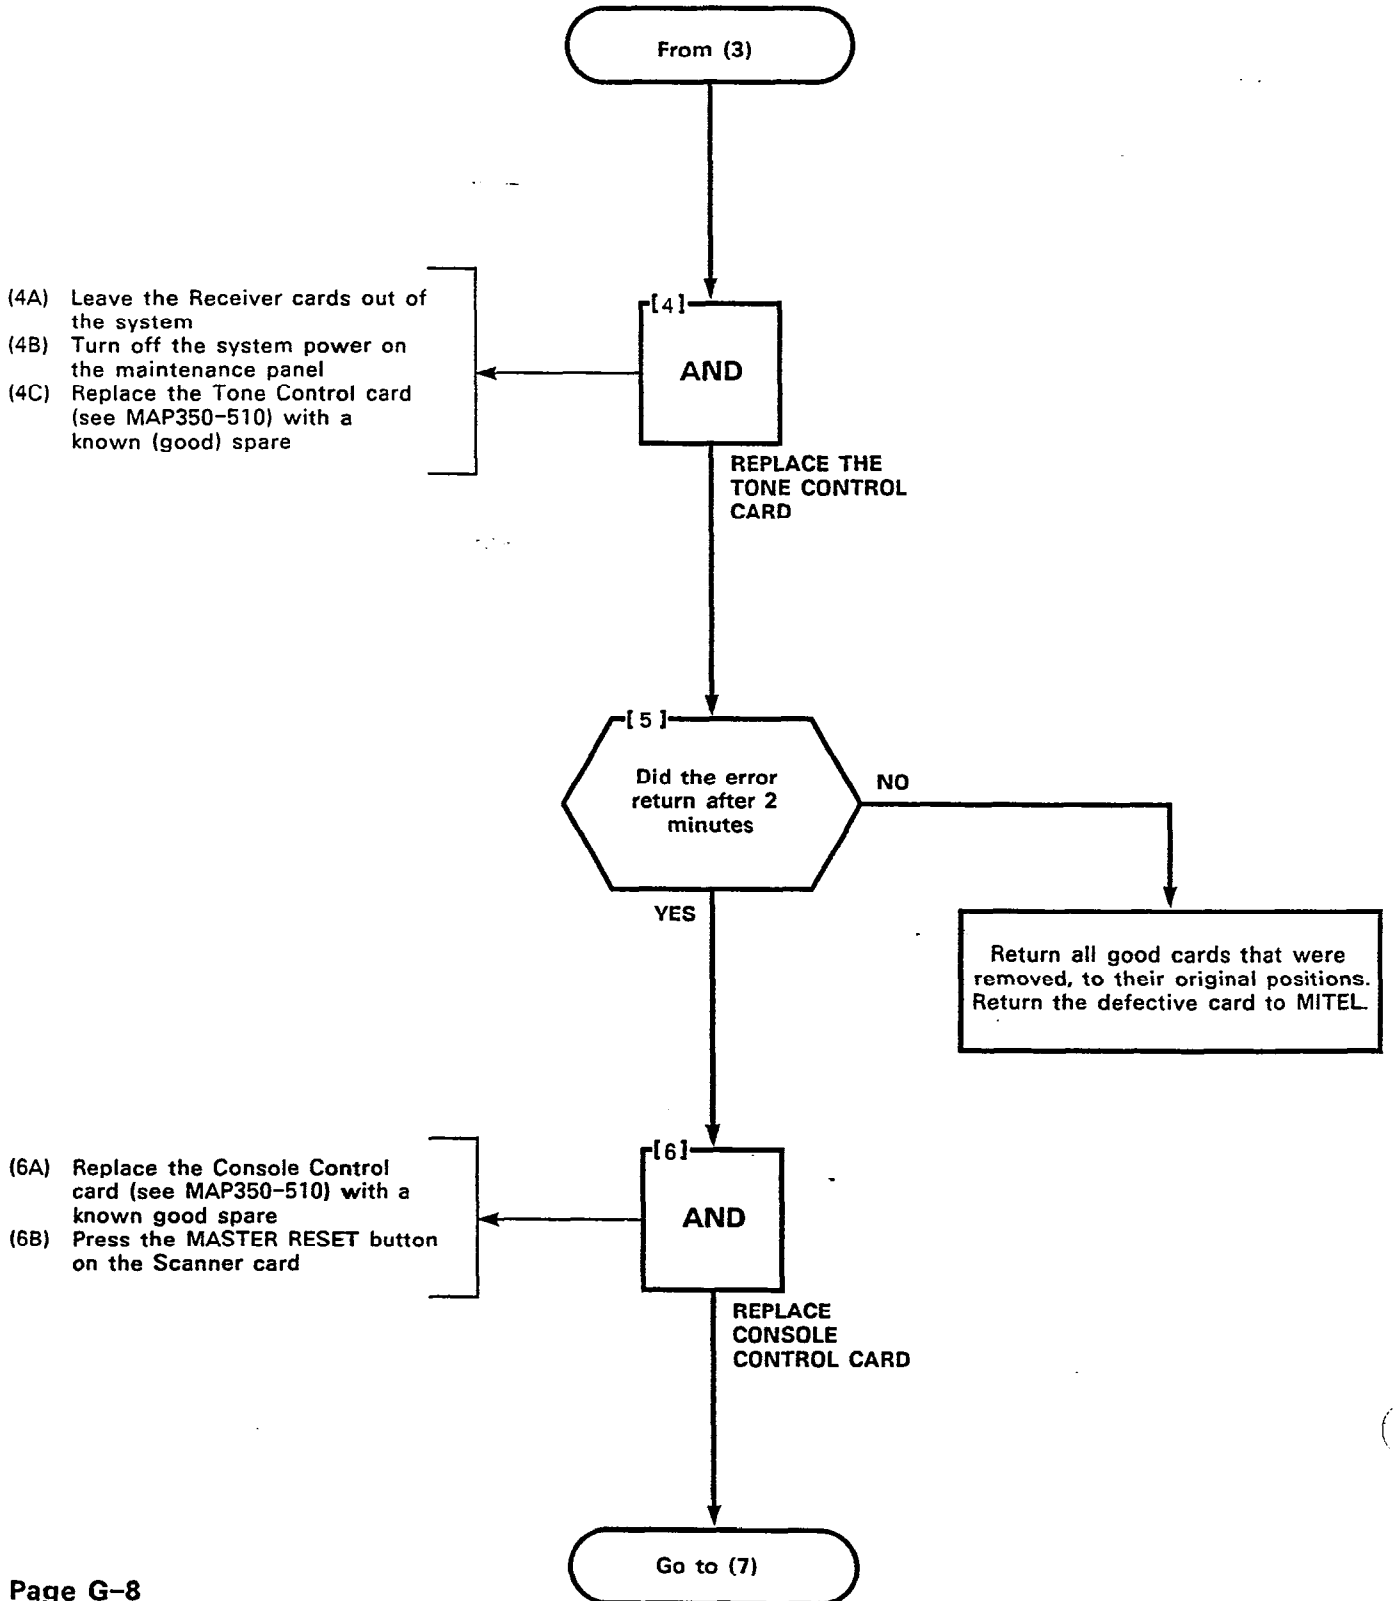 From (3)
(4A) Leave the Receiver cards out of
the system
(4B) Turn off the system power on
the maintenance panel
(4C) Replace the Tone Control card
(see MAP350-510) with a
known (good) spare
[4]
AND
REPLACE THE
TONE CONTROL
CARD
[5]
Did the error
return after 2
minutes
NO
YES
Return all good cards that were
removed, to their original positions.
Return the defective card to MITEL.
(6A) Replace the Console Control
card (see MAP350-510) with a
known good spare
(6B) Press the MASTER RESET button
on the Scanner card
[6]
AND
REPLACE
CONSOLE
CONTROL CARD
Go to (7)
Page G-8